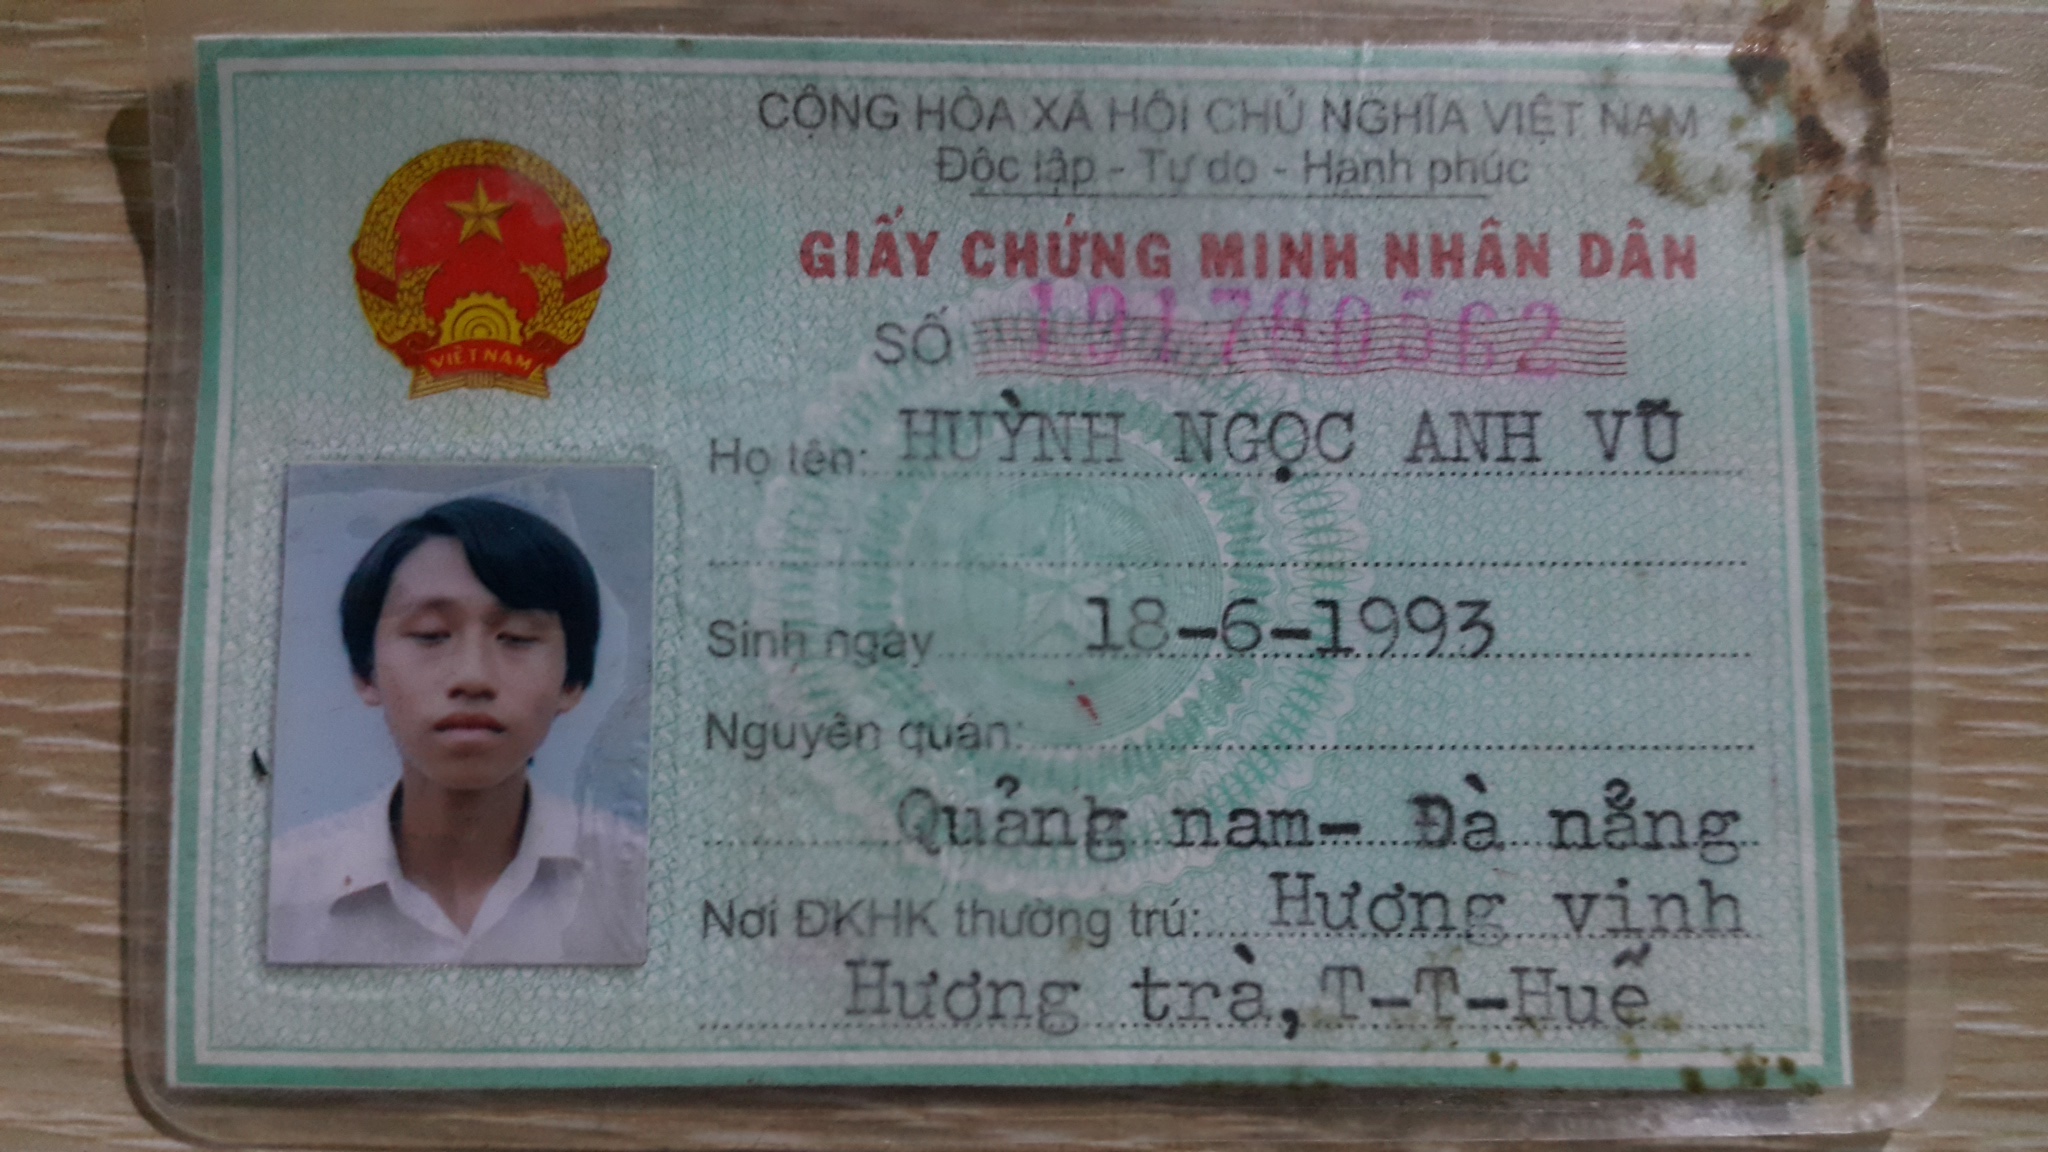 CỘNG HÒA XÃ HỘI CHỦ NGHĨA VIỆT NAM
Độc lập - Tự do - Hạnh phúc
GIẤY CHỨNG MINH NHÂN DÂN
SỐ
VIỆT NAM
Họ tên: HUỲNH NGỌC ANH VŨ
Sinh ngày 18-6-1993
Nguyên quán:
Quảng nam- Đà nẵng
Nơi ĐKHK thường trú: Hương vinh
Hương trà, T-T-Huế